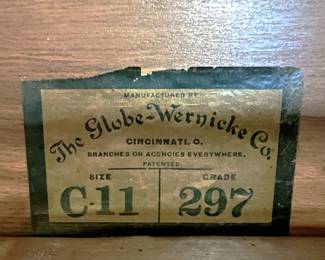 MANUFACTURED BY
The Globe-Wernicke Co.
CINCINNATI, O.
BRANCHES OR AGENCIES EVERYWHERE.
PATENTED.
SIZE GRADE
C-11 297